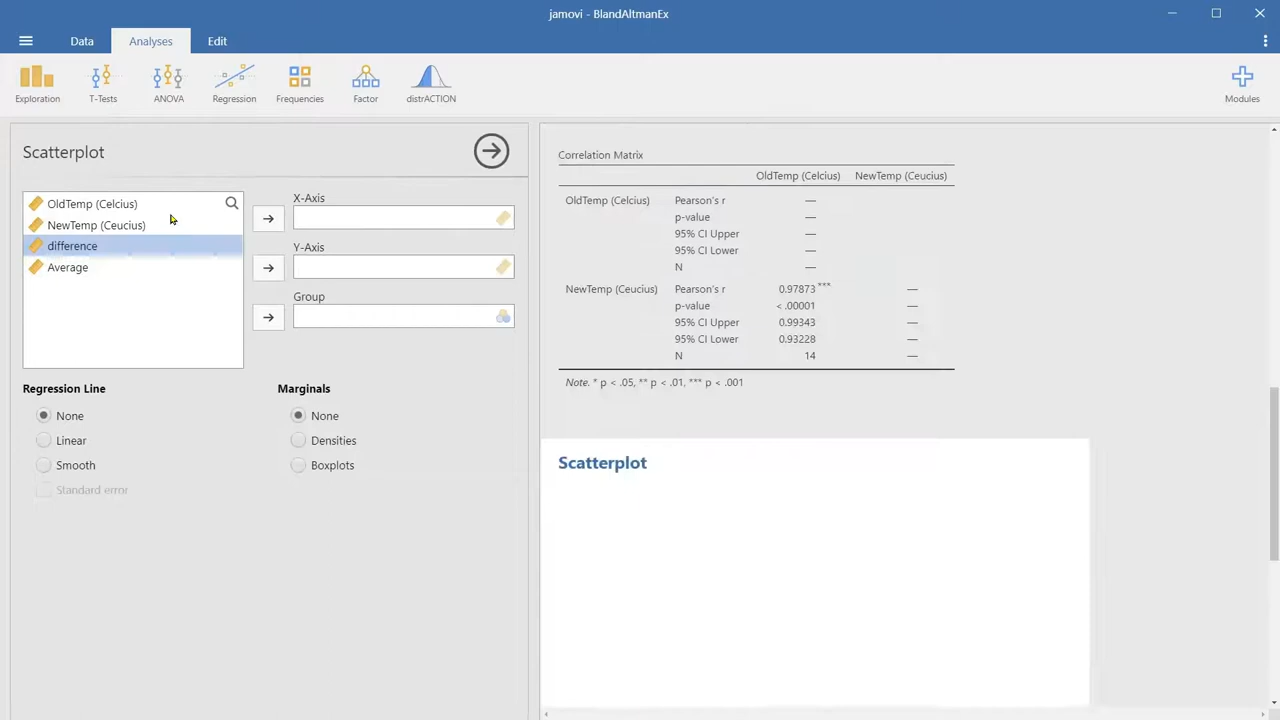 jamovi - BlandAltmanEx
Data Analyses Edit
Exploration T-Tests ANOVA Regression Frequencies Factor distrACTION Modules
Scatterplot
OldTemp (Celcius)
NewTemp (Ceucius)
difference
Average
X-Axis
Y-Axis
Group
Regression Line
None
Linear
Smooth
Standard error
Marginals
None
Densities
Boxplots
Correlation Matrix
OldTemp (Celcius) NewTemp (Ceucius)
OldTemp (Celcius) Pearson's r —
p-value —
95% CI Upper —
95% CI Lower —
N —
NewTemp (Ceucius) Pearson's r 0.97873 *** —
p-value < .00001 —
95% CI Upper 0.99343 —
95% CI Lower 0.93228 —
N 14 —
Note. * p < .05, ** p < .01, *** p < .001
Scatterplot